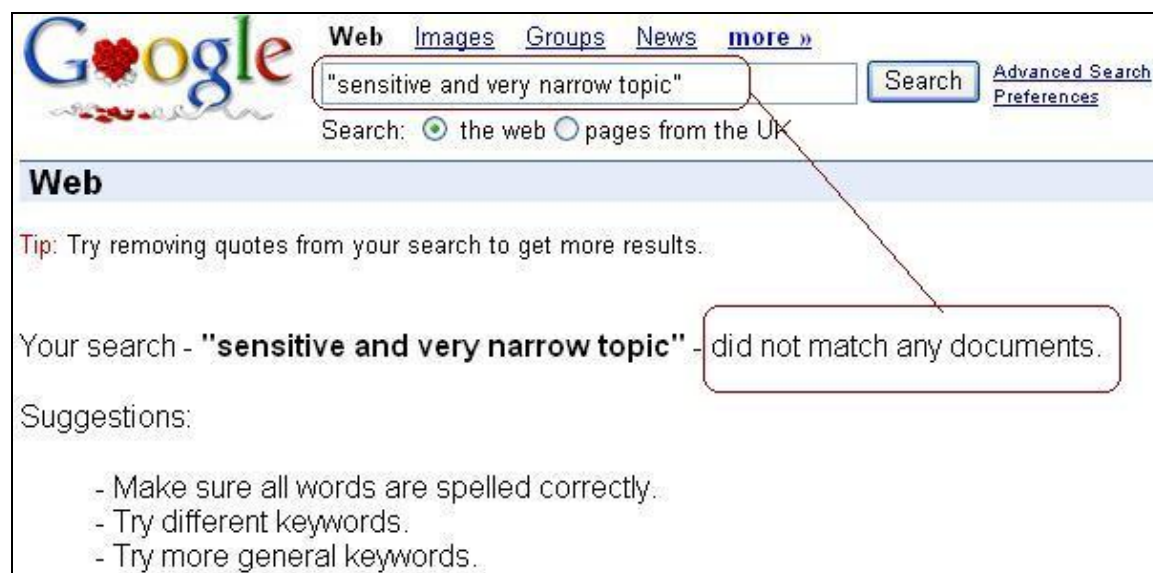 Google
Web Images Groups News more »
"sensitive and very narrow topic" Search Advanced Search
Preferences
Search: the web pages from the UK
Web
Tip: Try removing quotes from your search to get more results.
Your search - "sensitive and very narrow topic" - did not match any documents.
Suggestions:
- Make sure all words are spelled correctly.
- Try different keywords.
- Try more general keywords.